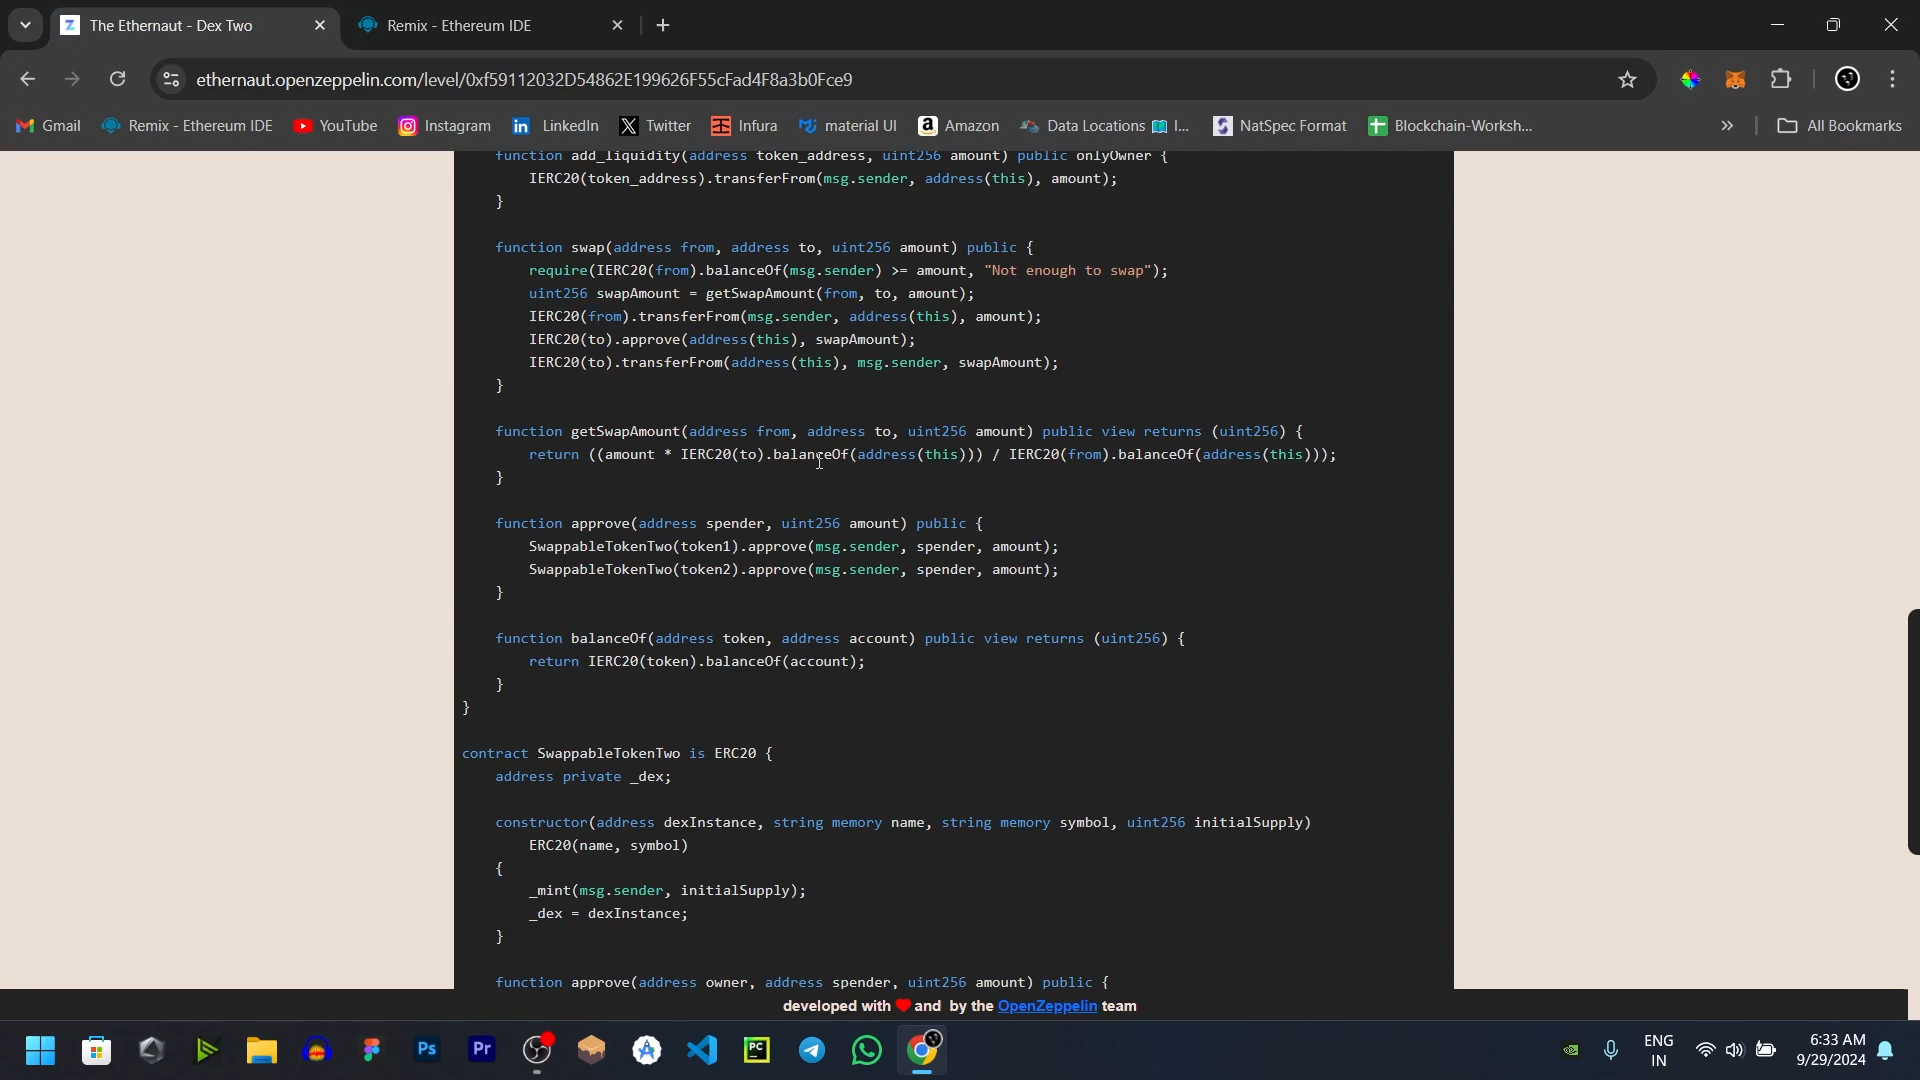 The Ethernaut - Dex Two
Remix - Ethereum IDE
ethernaut.openzeppelin.com/level/0xf59112032D54862E199626F55cFad4F8a3b0Fce9
Gmail
Remix - Ethereum IDE
YouTube
Instagram
LinkedIn
Twitter
Infura
material UI
Amazon
Data Locations
I...
NatSpec Format
Blockchain-Worksh...
All Bookmarks
function add_liquidity(address token_address, uint256 amount) public onlyOwner {
IERC20(token_address).transferFrom(msg.sender, address(this), amount);
}
function swap(address from, address to, uint256 amount) public {
require(IERC20(from).balanceOf(msg.sender) >= amount, "Not enough to swap");
uint256 swapAmount = getSwapAmount(from, to, amount);
IERC20(from).transferFrom(msg.sender, address(this), amount);
IERC20(to).approve(address(this), swapAmount);
IERC20(to).transferFrom(address(this), msg.sender, swapAmount);
}
function getSwapAmount(address from, address to, uint256 amount) public view returns (uint256) {
return ((amount * IERC20(to).balanceOf(address(this))) / IERC20(from).balanceOf(address(this)));
}
function approve(address spender, uint256 amount) public {
SwappableTokenTwo(token1).approve(msg.sender, spender, amount);
SwappableTokenTwo(token2).approve(msg.sender, spender, amount);
}
function balanceOf(address token, address account) public view returns (uint256) {
return IERC20(token).balanceOf(account);
}
}
contract SwappableTokenTwo is ERC20 {
address private _dex;
constructor(address dexInstance, string memory name, string memory symbol, uint256 initialSupply)
ERC20(name, symbol)
{
_mint(msg.sender, initialSupply);
_dex = dexInstance;
}
function approve(address owner, address spender, uint256 amount) public {
developed with ❤ and by the OpenZeppelin team
Ps
Pr
PC
ENG
IN
6:33 AM
9/29/2024